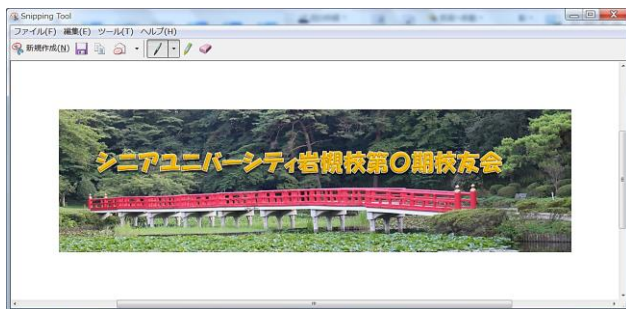 Snipping Tool
ファイル(F) 編集(E) ツール(T) ヘルプ(H)
新規作成(N)
シニアユニバーシティ岩槻校第〇期校友会